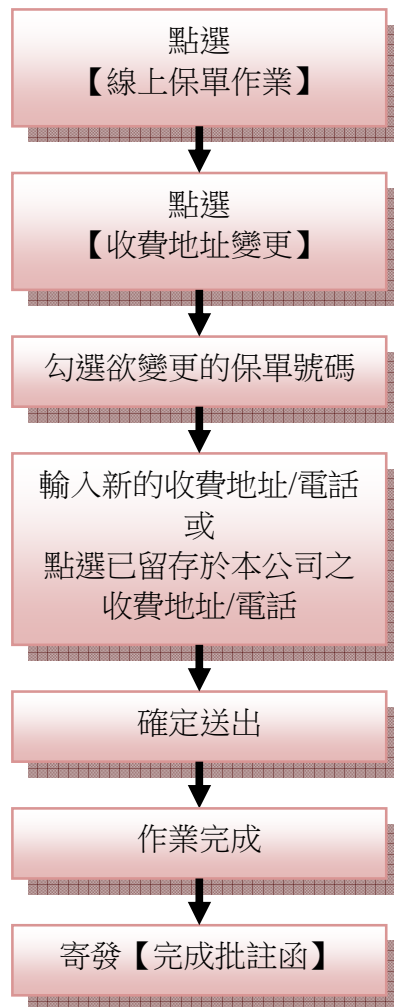 點選
【線上保單作業】
點選
【收費地址變更】
勾選欲變更的保單號碼
輸入新的收費地址/電話
或
點選已留存於本公司之
收費地址/電話
確定送出
作業完成
寄發【完成批註函】